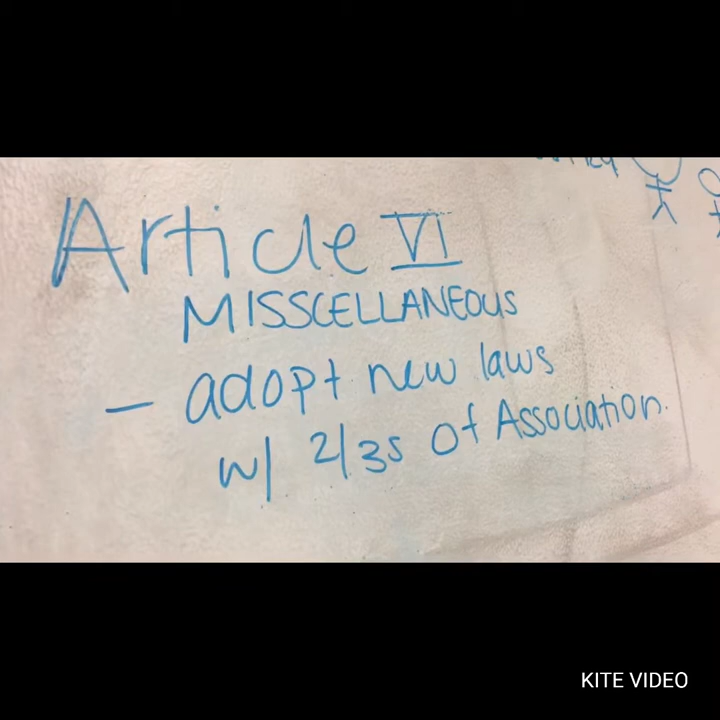 Article VI
MISSCELLANEOUS
- adopt new laws
w/ 2/3s of Association.
KITE VIDEO